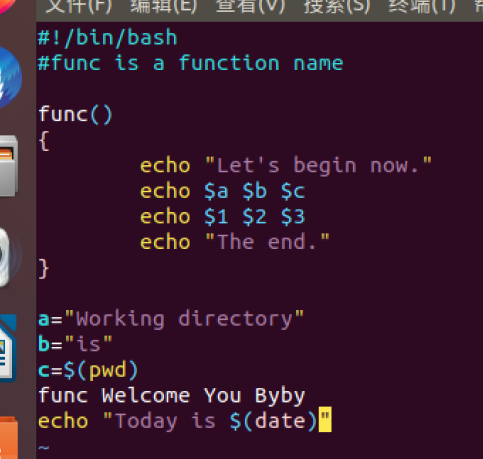 文件(F) 编辑(E) 查看(V) 搜索(S) 终端(T)
#!/bin/bash
#func is a function name
func()
{
echo "Let's begin now."
echo $a $b $c
echo $1 $2 $3
echo "The end."
}
a="Working directory"
b="is"
c=$(pwd)
func Welcome You Byby
echo "Today is $(date)"
~